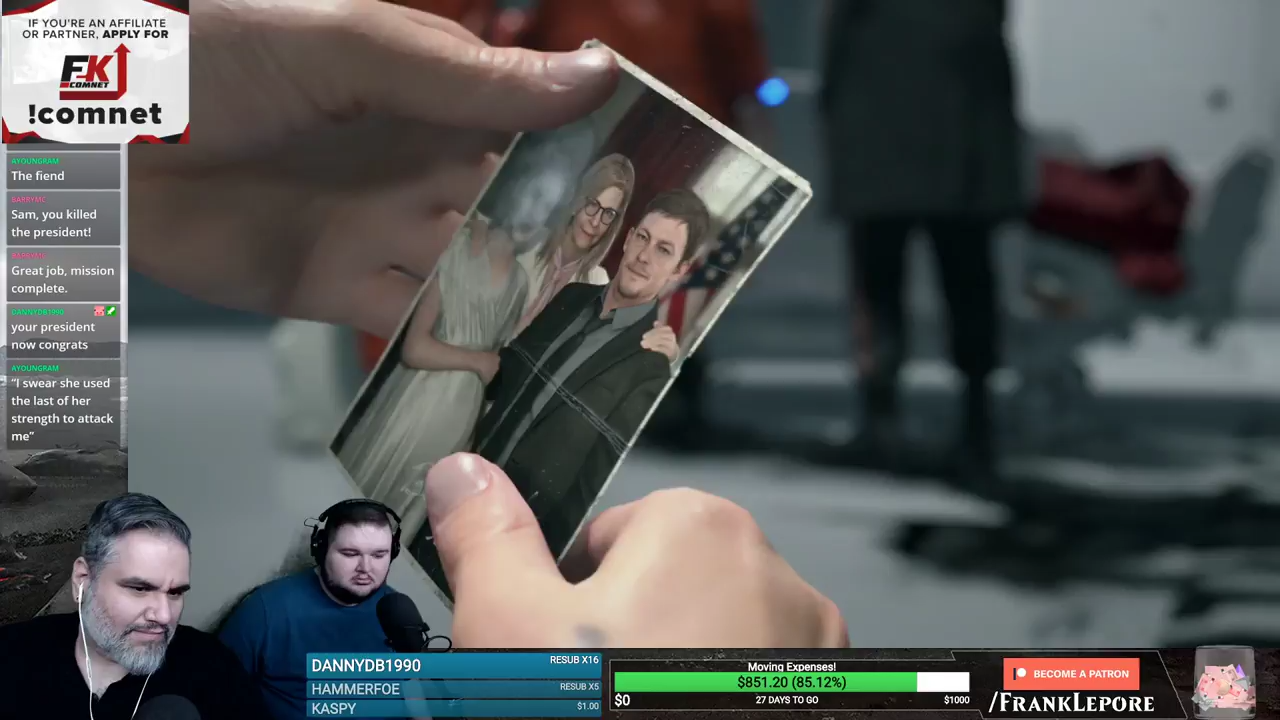 IF YOU'RE AN AFFILIATE
OR PARTNER, APPLY FOR
FK
COMNET
!comnet
AYOUNGRAM
The fiend
Sam, you killed
the president!
Great job, mission
complete.
DANNYDB1990
your president
now congrats
AYOUNGRAM
“I swear she used
the last of her
strength to attack
me”
DANNYDB1990 RESUB X16
HAMMERFOE RESUB X5
KASPY $1.00
Moving Expenses!
$851.20 (85.12%)
$0 27 DAYS TO GO $1000
BECOME A PATRON
/FRANKLEPORE